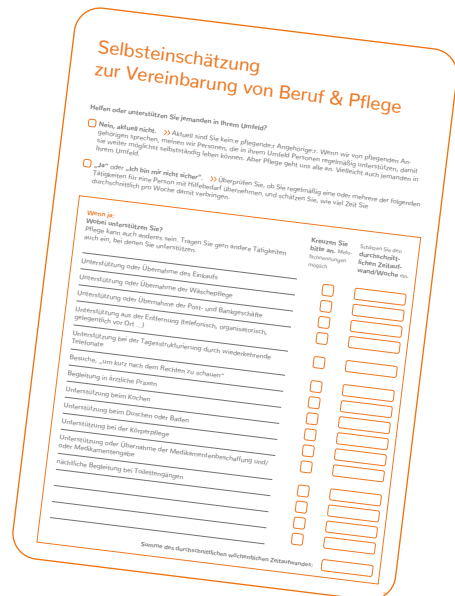 Selbsteinschätzung
zur Vereinbarung von Beruf & Pflege
Helfen oder unterstützen Sie jemanden in Ihrem Umfeld?
Nein, aktuell nicht. >> Aktuell sind Sie kein:e pflegende:r Angehörige:r. Wenn wir von pflegenden An-
gehörigen sprechen, meinen wir Personen, die in ihrem Umfeld Personen regelmäßig unterstützen, damit
sie weiter möglichst selbstständig leben können. Aber Pflege geht uns alle an. Vielleicht auch jemanden in
Ihrem Umfeld.
„Ja“ oder „Ich bin mir nicht sicher“. >> Überprüfen Sie, ob Sie regelmäßig eine oder mehrere der folgenden
Tätigkeiten für eine Person mit Hilfebedarf übernehmen, und schätzen Sie, wie viel Zeit Sie
durchschnittlich pro Woche damit verbringen.
Wenn ja:
Wobei unterstützen Sie?
Pflege kann auch anderes sein. Tragen Sie gern andere Tätigkeiten
auch ein, bei denen Sie unterstützen.
Kreuzen Sie
bitte an. Mehr-
fachnennungen
möglich
Schätzen Sie den
durchschnitt-
lichen Zeitauf-
wand/Woche ein.
Unterstützung oder Übernahme des Einkaufs
Unterstützung oder Übernahme der Wäschepflege
Unterstützung oder Übernahme der Post- und Bankgeschäfte
Unterstützung aus der Entfernung (telefonisch, organisatorisch,
gelegentlich vor Ort ...)
Unterstützung bei der Tagesstrukturierung durch wiederkehrende
Telefonate
Besuche, „um kurz nach dem Rechten zu schauen“
Begleitung in ärztliche Praxen
Unterstützung beim Kochen
Unterstützung beim Duschen oder Baden
Unterstützung bei der Körperpflege
Unterstützung oder Übernahme der Medikamentenbeschaffung und/
oder Medikamentengabe
nächtliche Begleitung bei Toilettengängen
Summe des durchschnittlichen wöchentlichen Zeitaufwandes: